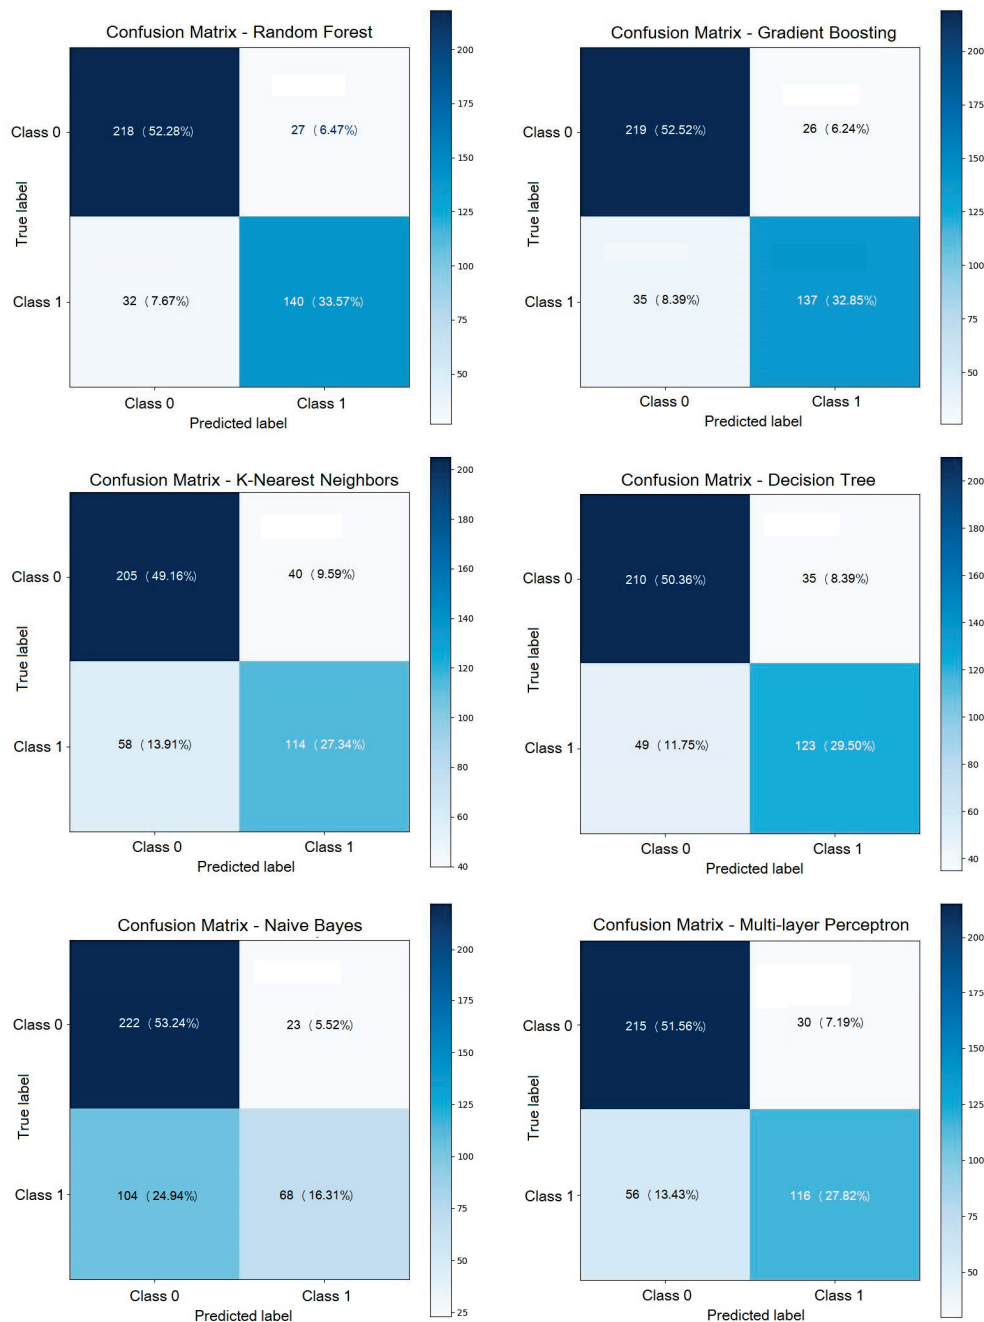 Confusion Matrix - Random Forest
200
175
150
125
100
75
50
Class 0
Class 1
True label
218 (52.28%)
27 (6.47%)
32 (7.67%)
140 (33.57%)
Class 0
Class 1
Predicted label
Confusion Matrix - Gradient Boosting
200
175
150
125
100
75
50
Class 0
Class 1
True label
219 (52.52%)
26 (6.24%)
35 (8.39%)
137 (32.85%)
Class 0
Class 1
Predicted label
Confusion Matrix - K-Nearest Neighbors
200
180
160
140
120
100
80
60
40
Class 0
Class 1
True label
205 (49.16%)
40 (9.59%)
58 (13.91%)
114 (27.34%)
Class 0
Class 1
Predicted label
Confusion Matrix - Decision Tree
200
180
160
140
120
100
80
60
40
Class 0
Class 1
True label
210 (50.36%)
35 (8.39%)
49 (11.75%)
123 (29.50%)
Class 0
Class 1
Predicted label
Confusion Matrix - Naive Bayes
200
175
150
125
100
75
50
25
Class 0
Class 1
True label
222 (53.24%)
23 (5.52%)
104 (24.94%)
68 (16.31%)
Class 0
Class 1
Predicted label
Confusion Matrix - Multi-layer Perceptron
200
175
150
125
100
75
50
Class 0
Class 1
True label
215 (51.56%)
30 (7.19%)
56 (13.43%)
116 (27.82%)
Class 0
Class 1
Predicted label